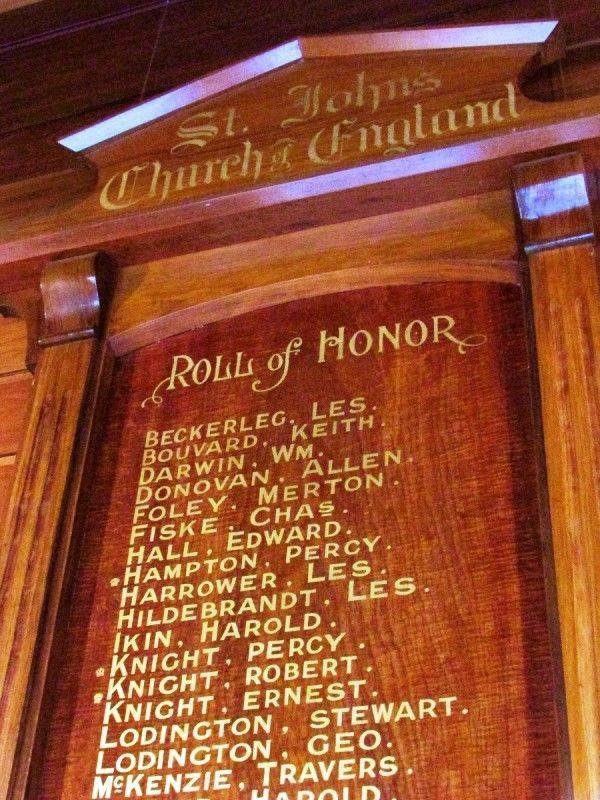 St. Johns
Church of England
ROLL of HONOR
BECKERLEG. LES.
BOUVARD. KEITH.
DARWIN. WM.
DONOVAN. ALLEN.
FOLEY. MERTON.
FISKE. CHAS.
HALL. EDWARD.
*HAMPTON. PERCY.
HARROWER. LES.
HILDEBRANDT. LES.
IKIN. HAROLD.
*KNIGHT. PERCY.
*KNIGHT. ROBERT.
KNIGHT. ERNEST.
LODINGTON. STEWART.
LODINGTON. GEO.
McKENZIE, TRAVERS.
HAROLD.